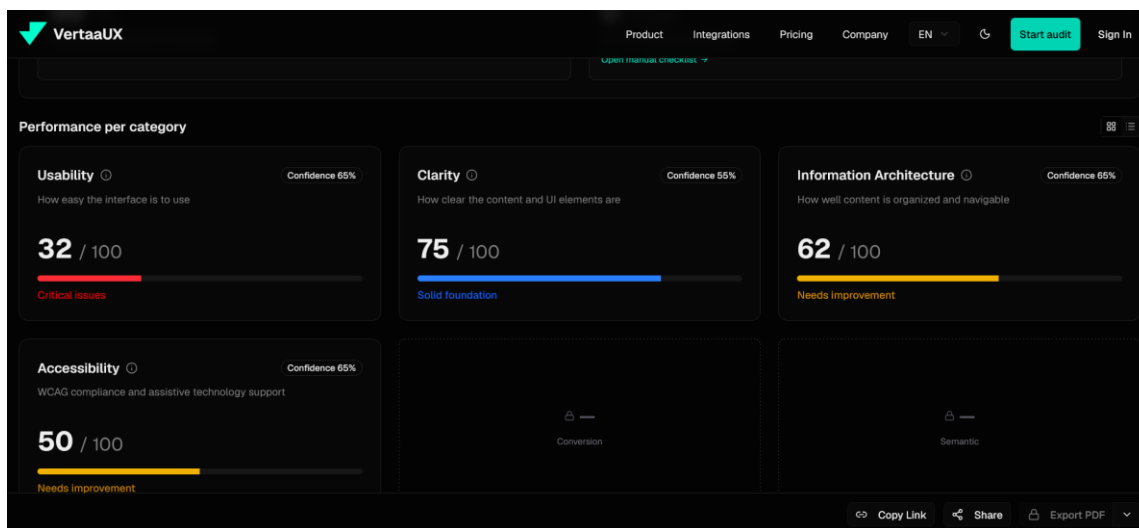 VertaaUX
Product
Integrations
Pricing
Company
EN
Start audit
Sign In
Open manual checklist →
Performance per category
Usability
Confidence 65%
How easy the interface is to use
32 / 100
Critical issues
Clarity
Confidence 55%
How clear the content and UI elements are
75 / 100
Solid foundation
Information Architecture
Confidence 65%
How well content is organized and navigable
62 / 100
Needs improvement
Accessibility
Confidence 65%
WCAG compliance and assistive technology support
50 / 100
Needs improvement
—
Conversion
—
Semantic
Copy Link
Share
Export PDF